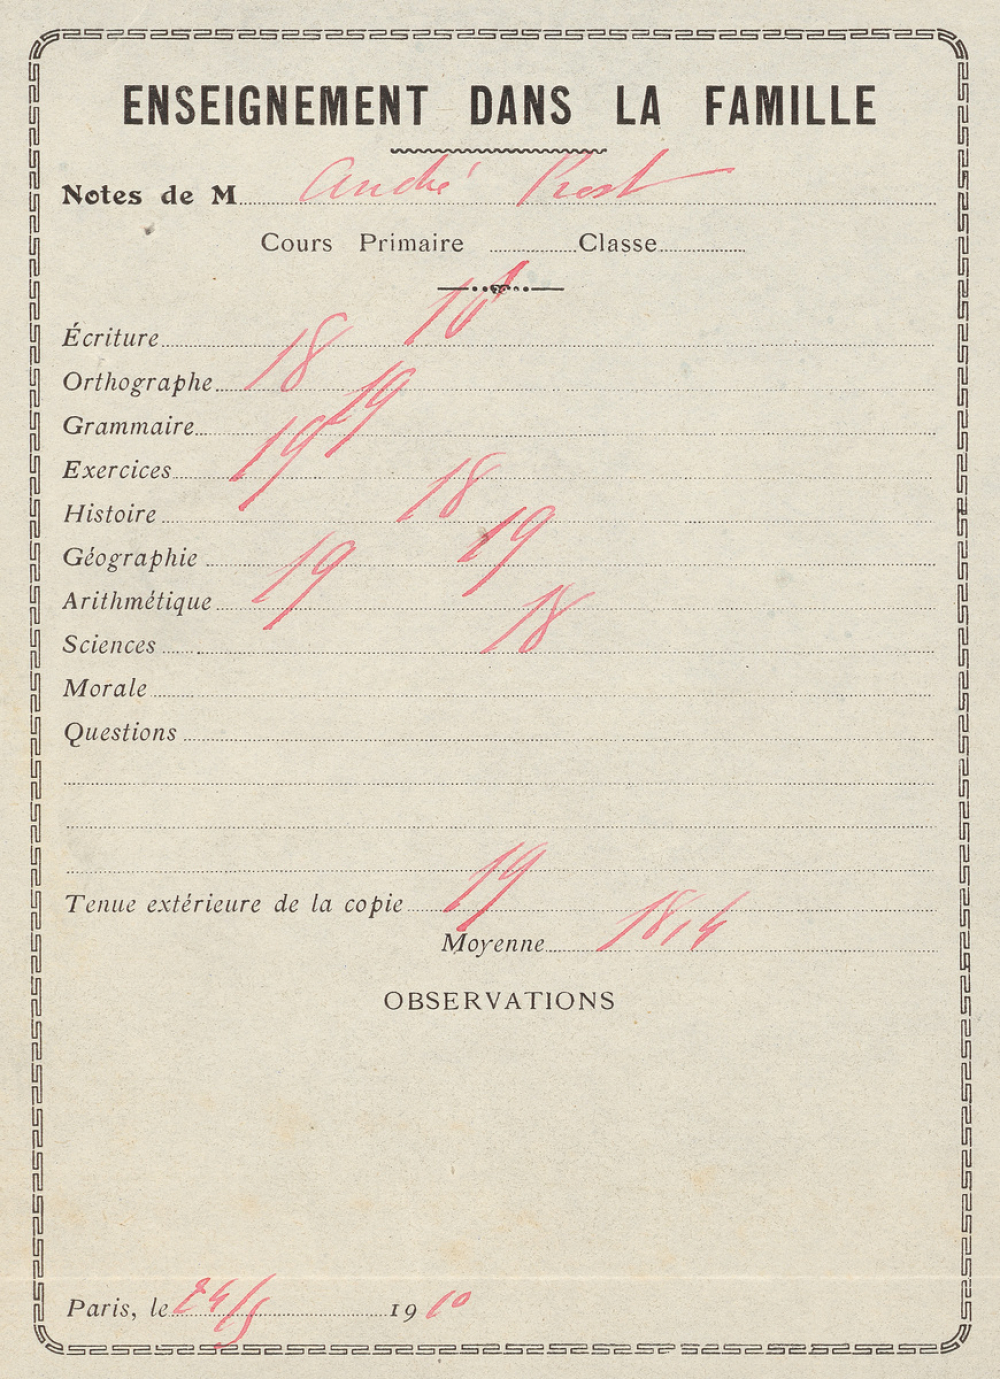 ENSEIGNEMENT DANS LA FAMILLE
Notes de M André Prost
Cours Primaire Classe
Écriture 18
Orthographe 18
Grammaire 19
Exercices 19
Histoire 18
Géographie 19
Arithmétique 19
Sciences 18
Morale
Questions
Tenue extérieure de la copie 19
Moyenne 18,4
OBSERVATIONS
Paris, le 24/5 1910